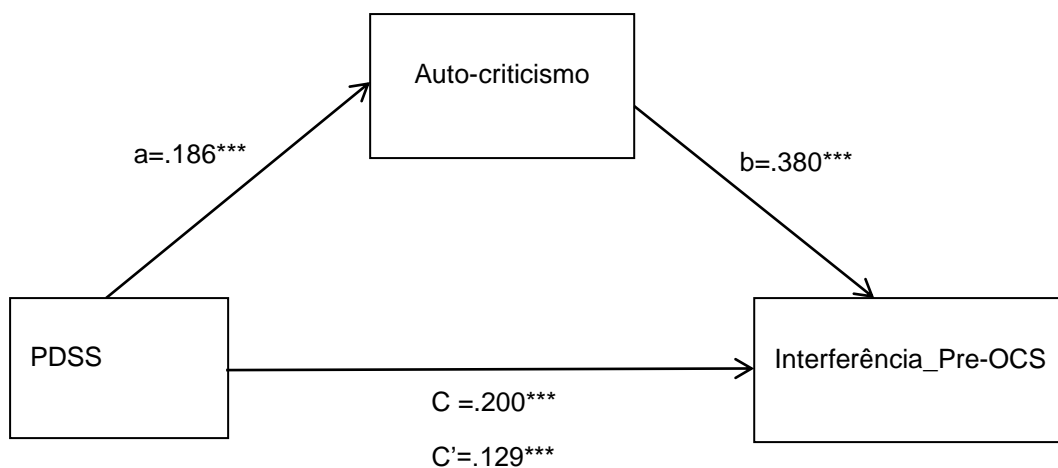 Auto-criticismo
a=.186***
b=.380***
PDSS
Interferência_Pre-OCS
C =.200***
C’=.129***